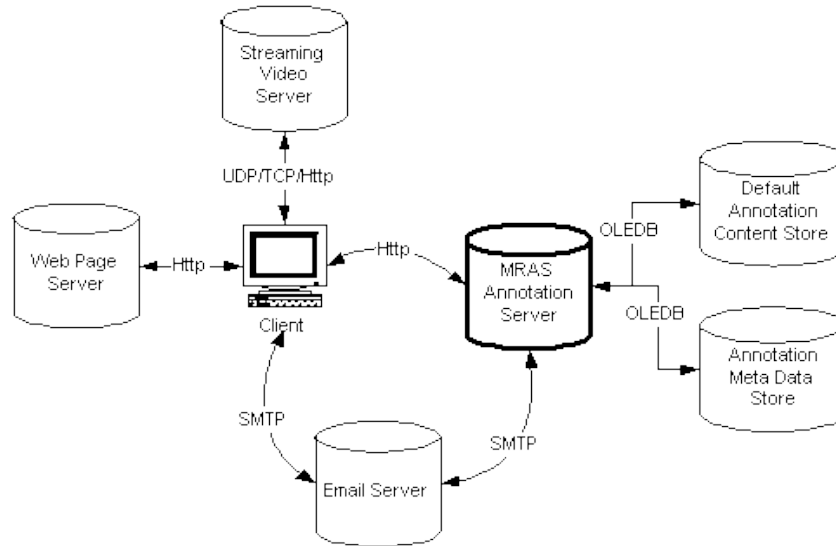 Streaming
Video
Server
UDP/TCP/Http
Default
Annotation
Content Store
OLEDB
Web Page
Server
Http
Http
MRAS
Annotation
Server
OLEDB
Client
Annotation
Meta Data
Store
SMTP
SMTP
Email Server